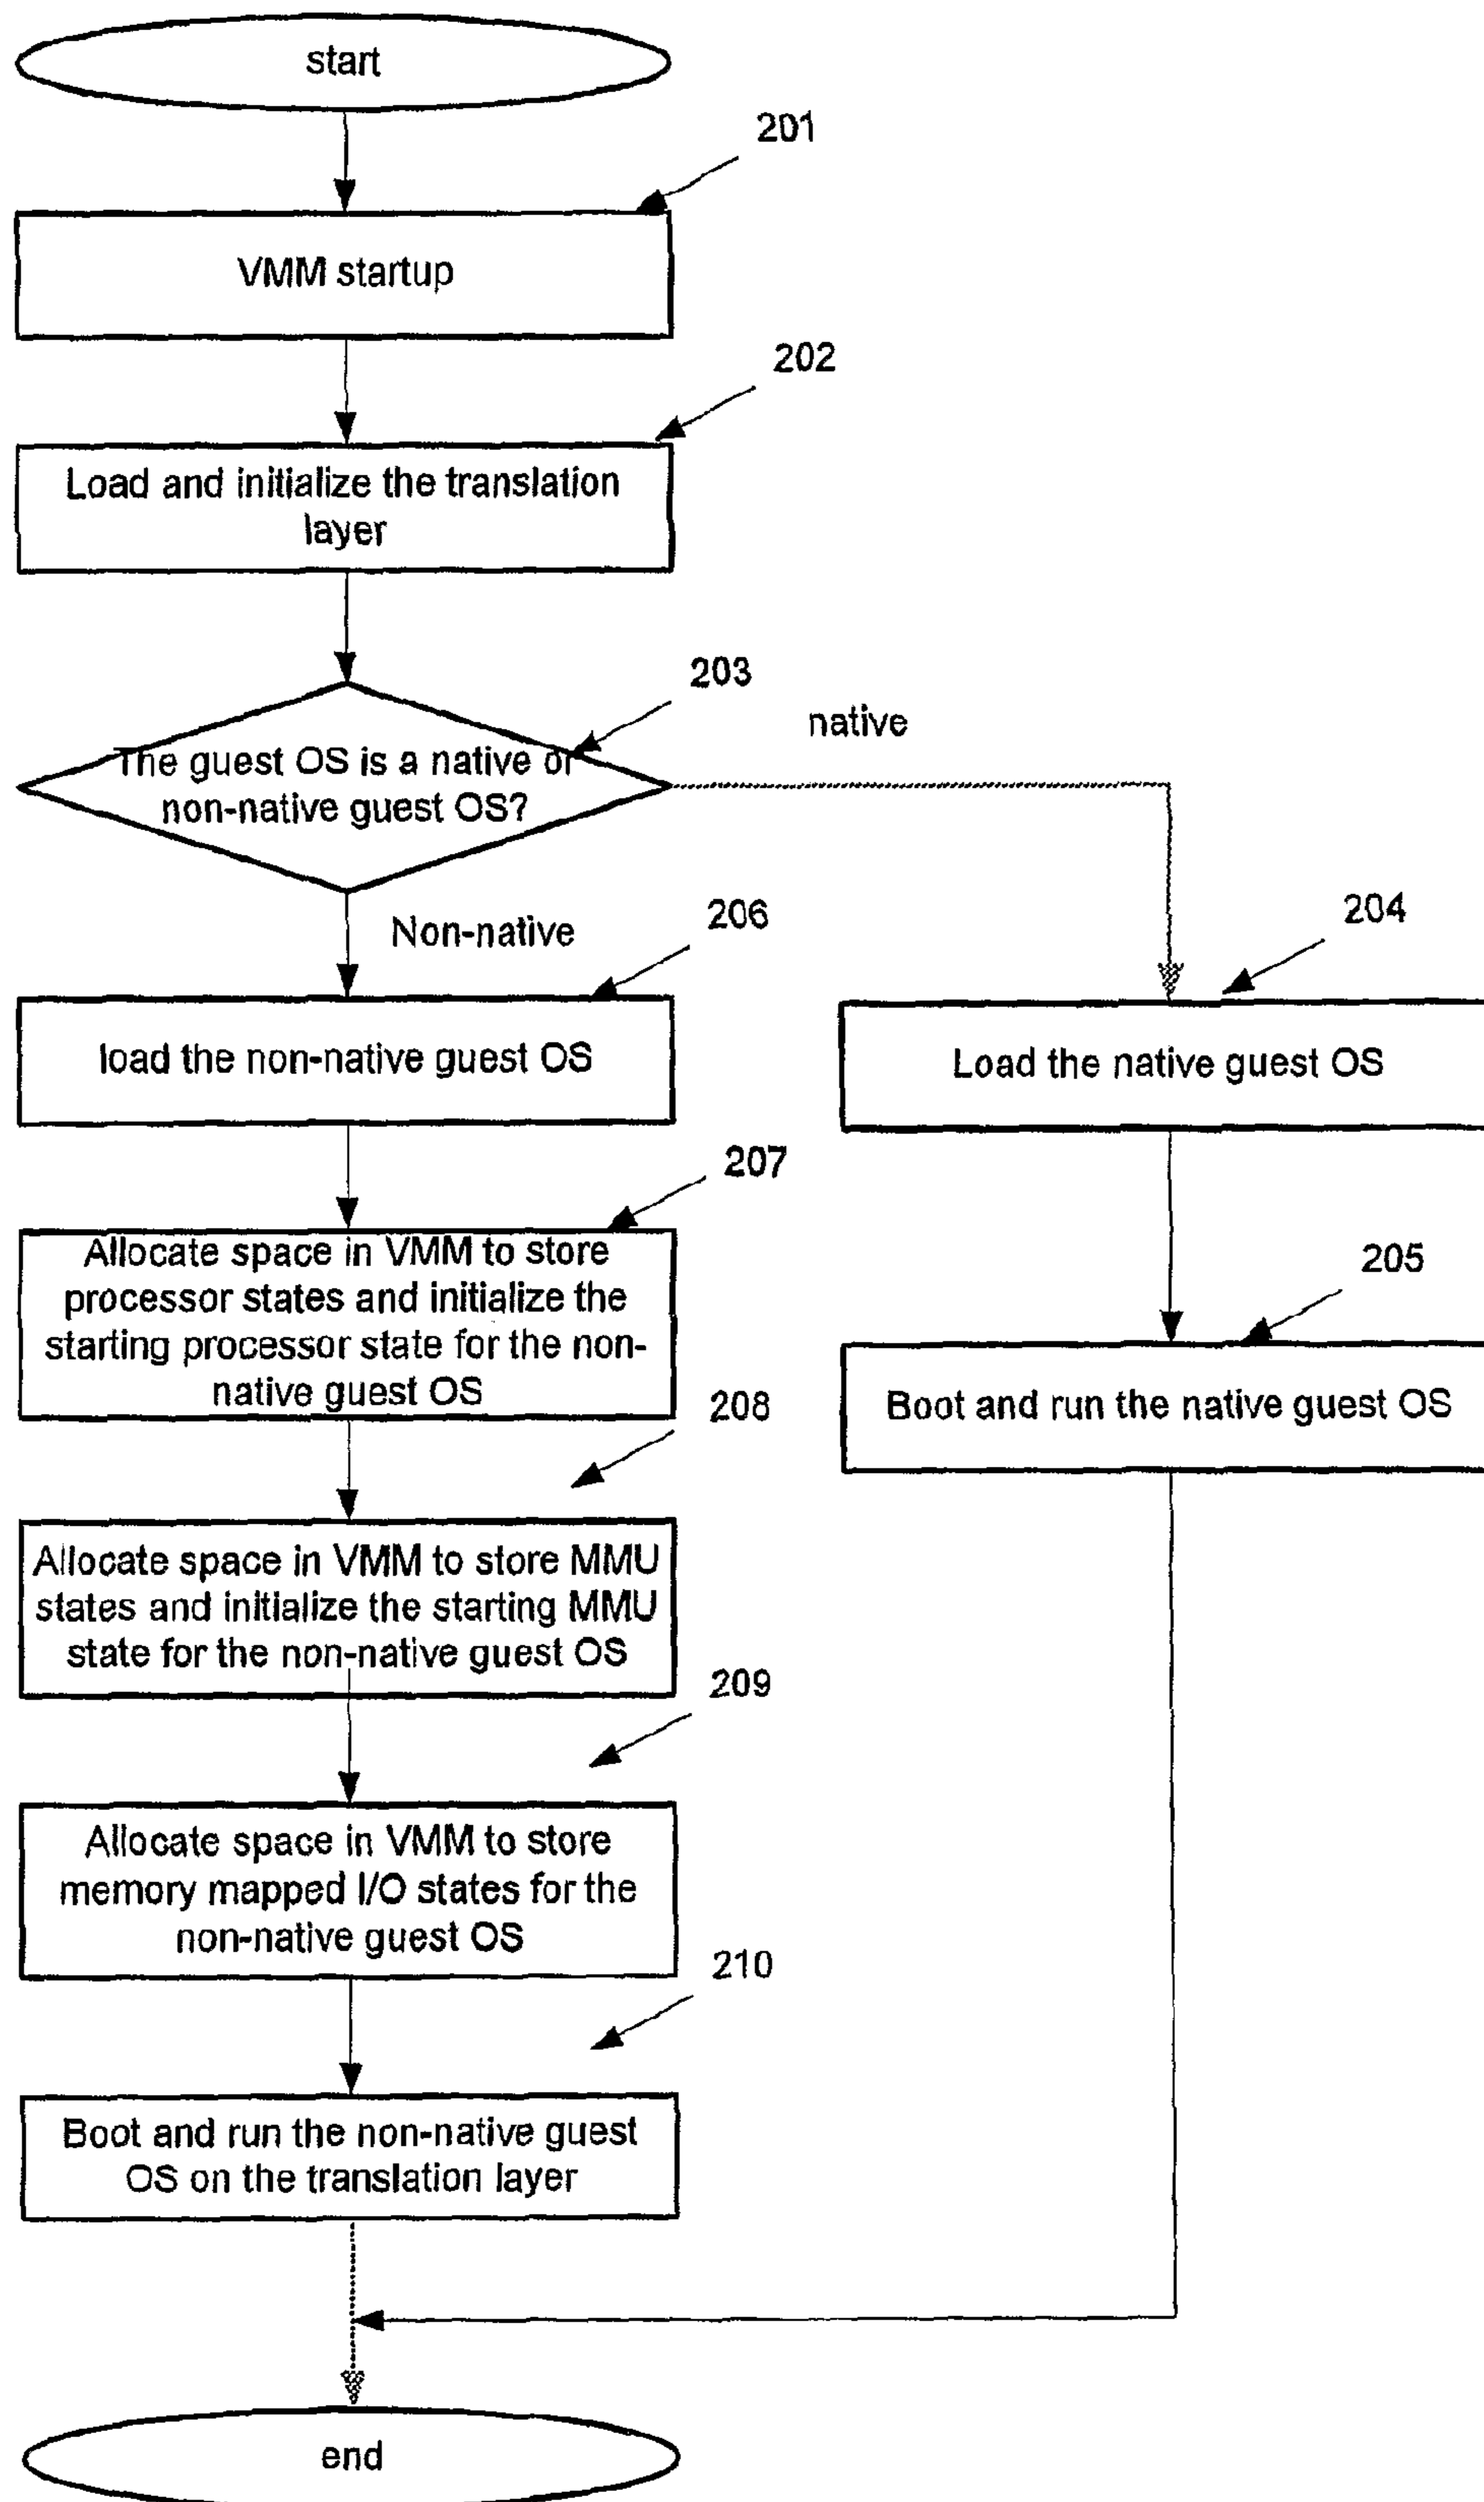 start
201
VMM startup
202
Load and initialize the translation
layer
203
native
The guest OS is a native or
non-native guest OS?
Non-native
206
204
load the non-native guest OS
Load the native guest OS
207
Allocate space in VMM to store
processor states and initialize the
starting processor state for the non-
native guest OS
205
Boot and run the native guest OS
208
Allocate space in VMM to store MMU
states and initialize the starting MMU
state for the non-native guest OS
209
Allocate space in VMM to store
memory mapped I/O states for the
non-native guest OS
210
Boot and run the non-native guest
OS on the translation layer
end